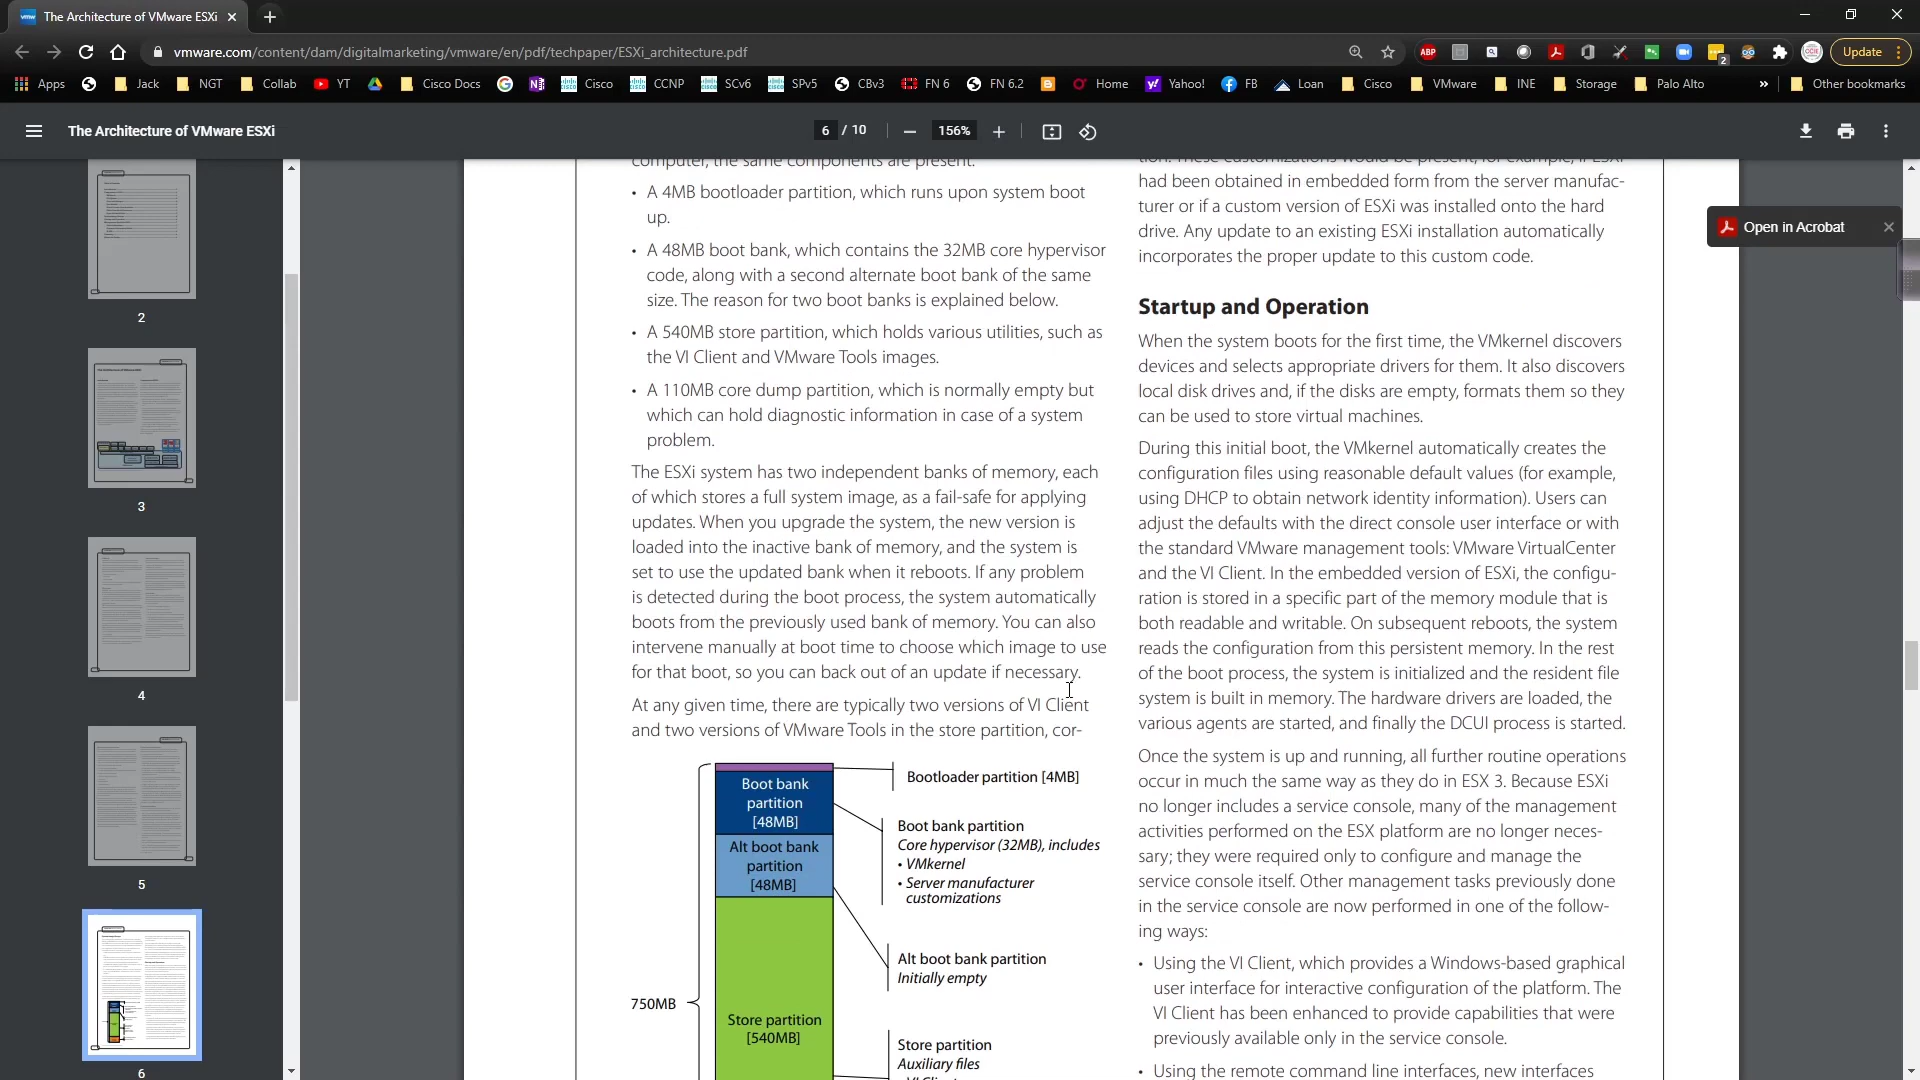 The Architecture of VMware ESXi
vmware.com/content/dam/digitalmarketing/vmware/en/pdf/techpaper/ESXi_architecture.pdf
ABP
2
Update
Apps
Jack
NGT
Collab
YT
Cisco Docs
Cisco
CCNP
SCv6
SPv5
CBv3
FN 6
FN 6.2
Home
Yahoo!
FB
Loan
Cisco
VMware
INE
Storage
Palo Alto
»
Other bookmarks
The Architecture of VMware ESXi
6 / 10
156%
Open in Acrobat
2
3
4
5
6
computer, the same components are present.
• A 4MB bootloader partition, which runs upon system boot
up.
• A 48MB boot bank, which contains the 32MB core hypervisor
code, along with a second alternate boot bank of the same
size. The reason for two boot banks is explained below.
• A 540MB store partition, which holds various utilities, such as
the VI Client and VMware Tools images.
• A 110MB core dump partition, which is normally empty but
which can hold diagnostic information in case of a system
problem.
The ESXi system has two independent banks of memory, each
of which stores a full system image, as a fail-safe for applying
updates. When you upgrade the system, the new version is
loaded into the inactive bank of memory, and the system is
set to use the updated bank when it reboots. If any problem
is detected during the boot process, the system automatically
boots from the previously used bank of memory. You can also
intervene manually at boot time to choose which image to use
for that boot, so you can back out of an update if necessary.
At any given time, there are typically two versions of VI Client
and two versions of VMware Tools in the store partition, cor-
750MB
Boot bank
partition
[48MB]
Alt boot bank
partition
[48MB]
Store partition
[540MB]
Bootloader partition [4MB]
Boot bank partition
Core hypervisor (32MB), includes
• VMkernel
• Server manufacturer
customizations
Alt boot bank partition
Initially empty
Store partition
Auxiliary files
tion. These customizations would be present, for example, if ESXi
had been obtained in embedded form from the server manufac-
turer or if a custom version of ESXi was installed onto the hard
drive. Any update to an existing ESXi installation automatically
incorporates the proper update to this custom code.
Startup and Operation
When the system boots for the first time, the VMkernel discovers
devices and selects appropriate drivers for them. It also discovers
local disk drives and, if the disks are empty, formats them so they
can be used to store virtual machines.
During this initial boot, the VMkernel automatically creates the
configuration files using reasonable default values (for example,
using DHCP to obtain network identity information). Users can
adjust the defaults with the direct console user interface or with
the standard VMware management tools: VMware VirtualCenter
and the VI Client. In the embedded version of ESXi, the configu-
ration is stored in a specific part of the memory module that is
both readable and writable. On subsequent reboots, the system
reads the configuration from this persistent memory. In the rest
of the boot process, the system is initialized and the resident file
system is built in memory. The hardware drivers are loaded, the
various agents are started, and finally the DCUI process is started.
Once the system is up and running, all further routine operations
occur in much the same way as they do in ESX 3. Because ESXi
no longer includes a service console, many of the management
activities performed on the ESX platform are no longer neces-
sary; they were required only to configure and manage the
service console itself. Other management tasks previously done
in the service console are now performed in one of the follow-
ing ways:
• Using the VI Client, which provides a Windows-based graphical
user interface for interactive configuration of the platform. The
VI Client has been enhanced to provide capabilities that were
previously available only in the service console.
• Using the remote command line interfaces, new interfaces